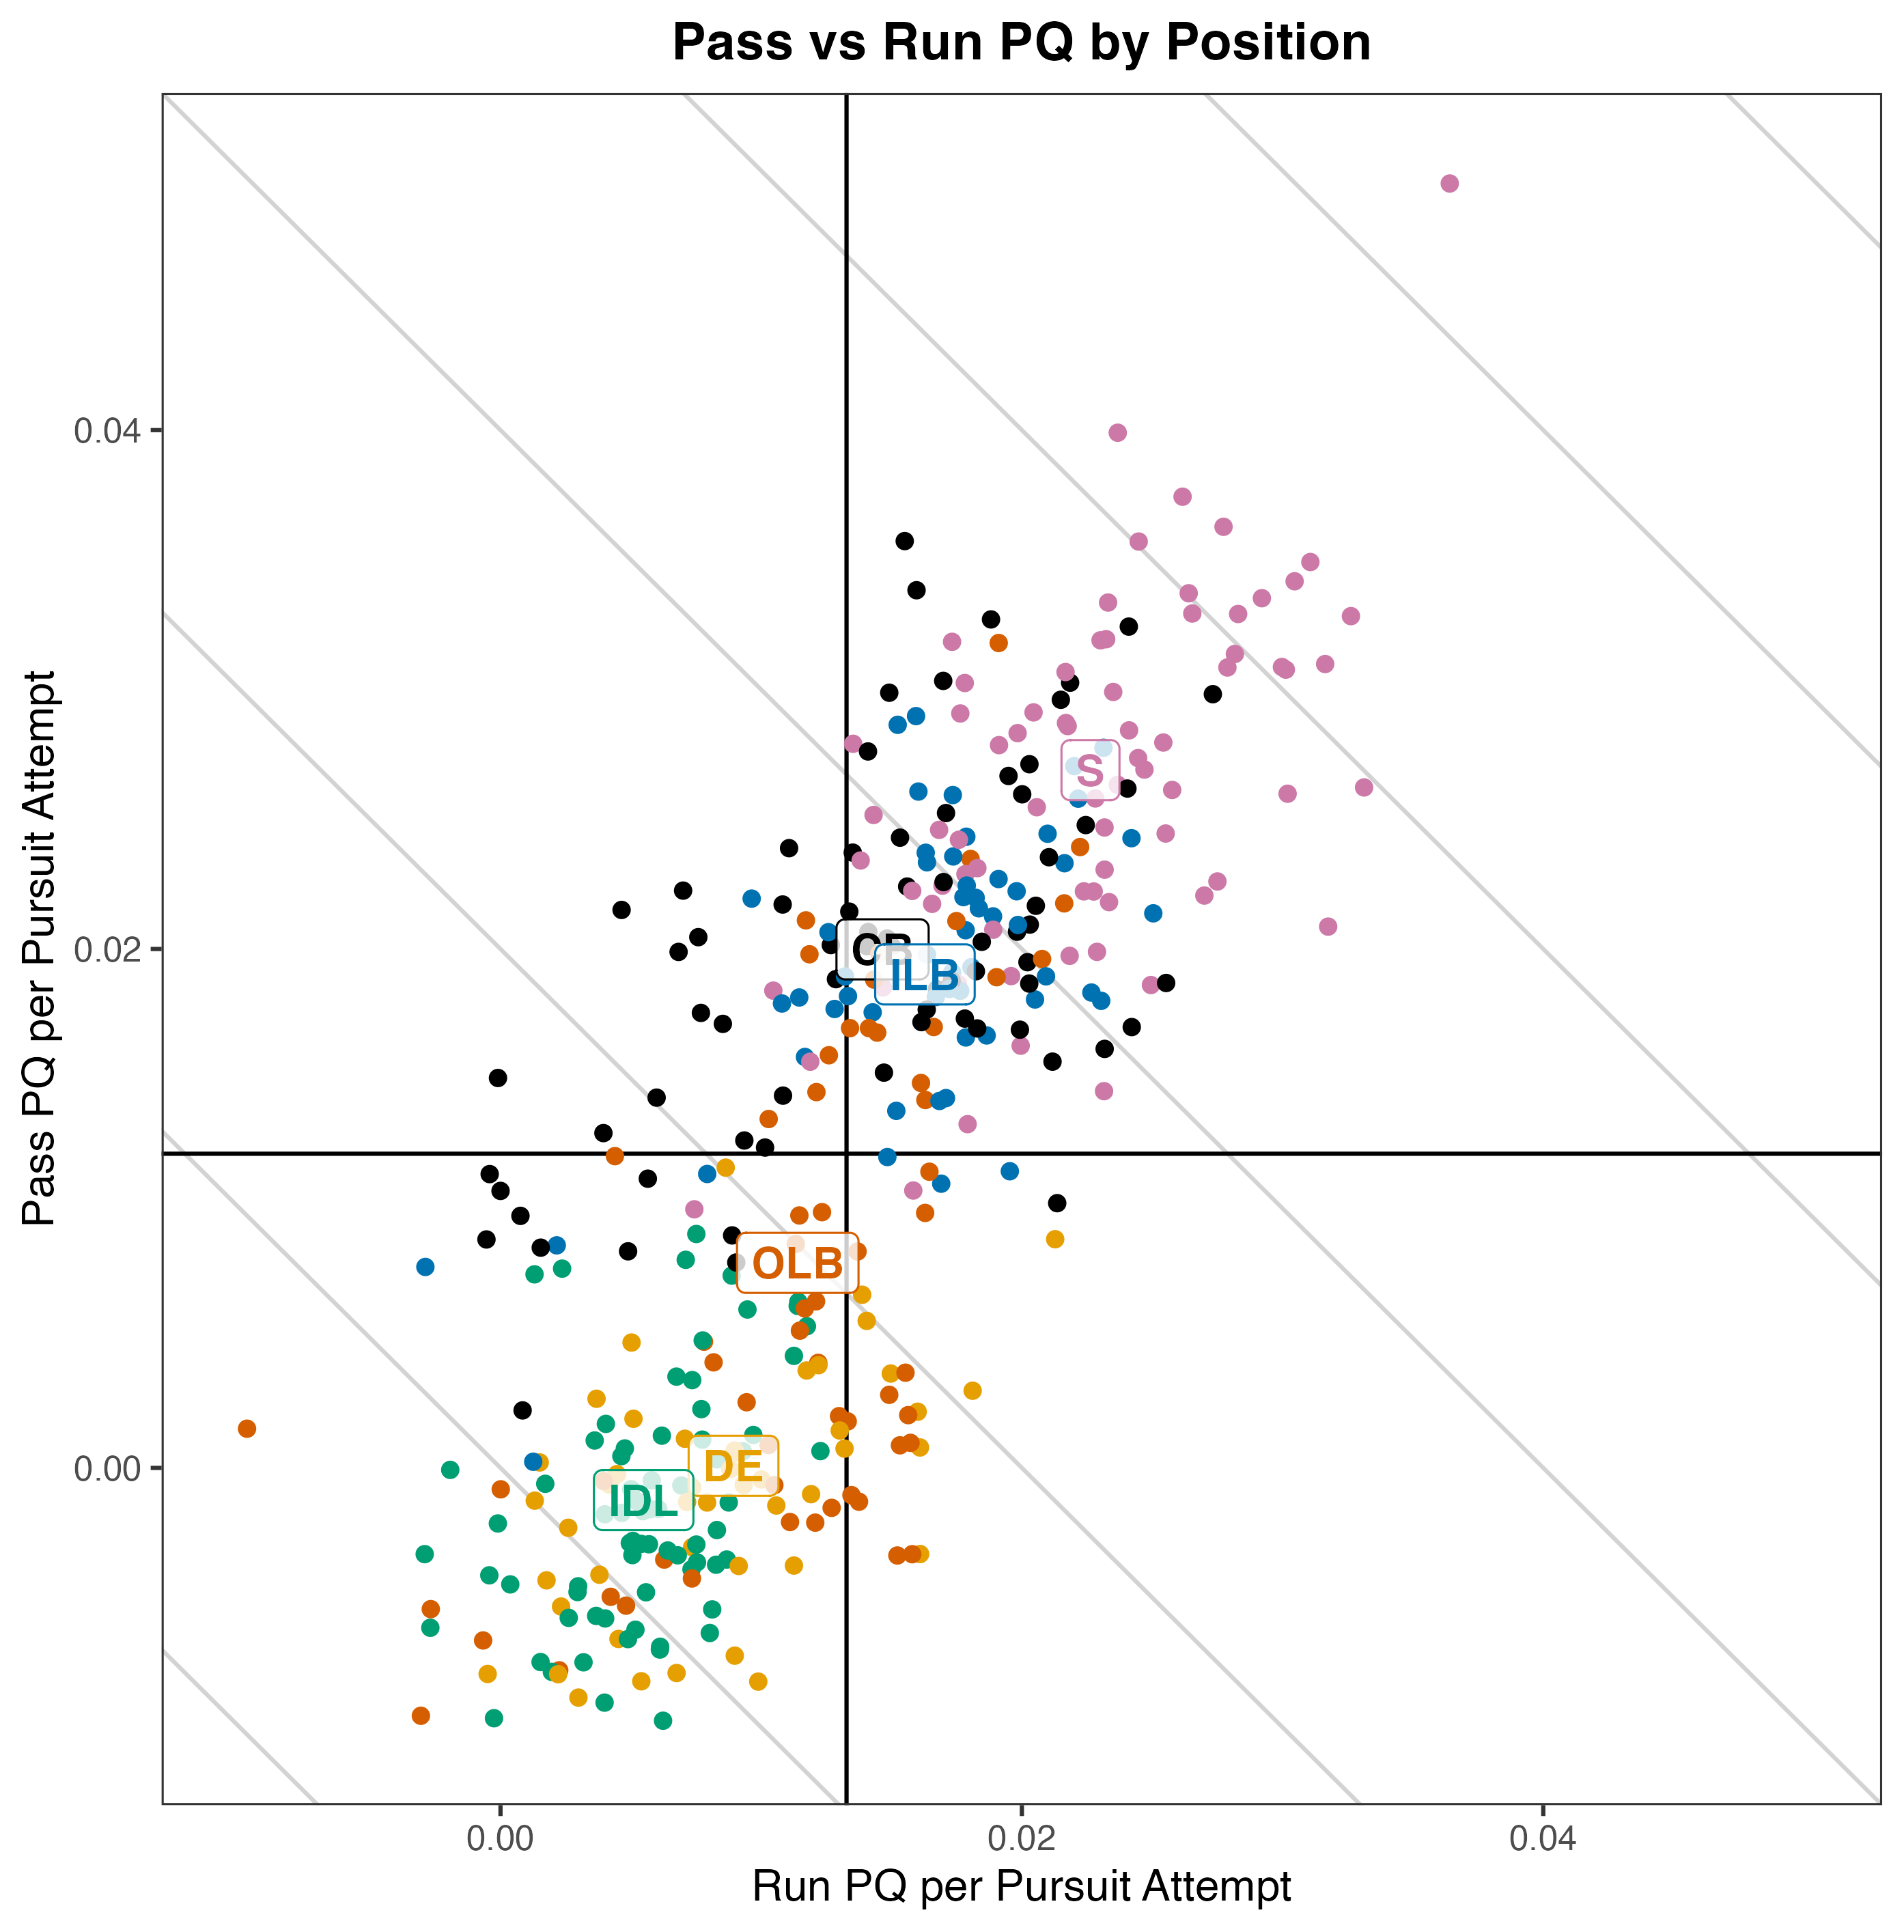 Pass vs Run PQ by Position
Pass PQ per Pursuit Attempt
0.04
0.02
0.00
S
CB
ILB
OLB
DE
IDL
0.00
0.02
0.04
Run PQ per Pursuit Attempt